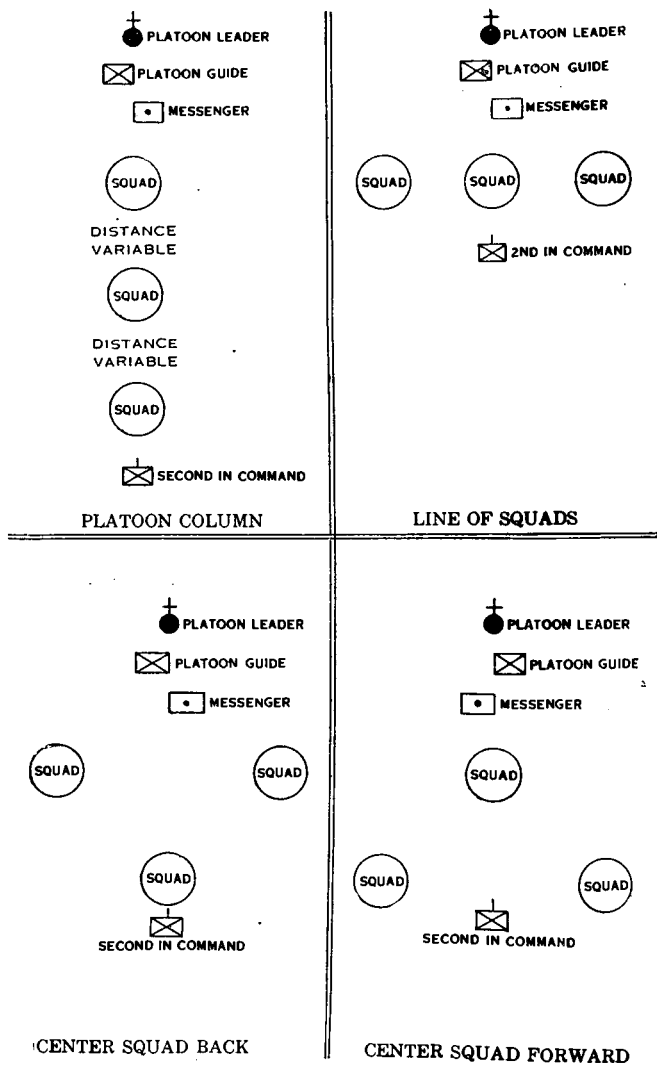 PLATOON LEADER
PLATOON GUIDE
MESSENGER
SQUAD
DISTANCE
VARIABLE
SQUAD
DISTANCE
VARIABLE
SQUAD
SECOND IN COMMAND
PLATOON COLUMN
PLATOON LEADER
PLATOON GUIDE
MESSENGER
SQUAD SQUAD SQUAD
2ND IN COMMAND
LINE OF SQUADS
PLATOON LEADER
PLATOON GUIDE
MESSENGER
SQUAD SQUAD
SQUAD
SECOND IN COMMAND
CENTER SQUAD BACK
PLATOON LEADER
PLATOON GUIDE
MESSENGER
SQUAD
SQUAD SQUAD
SECOND IN COMMAND
CENTER SQUAD FORWARD